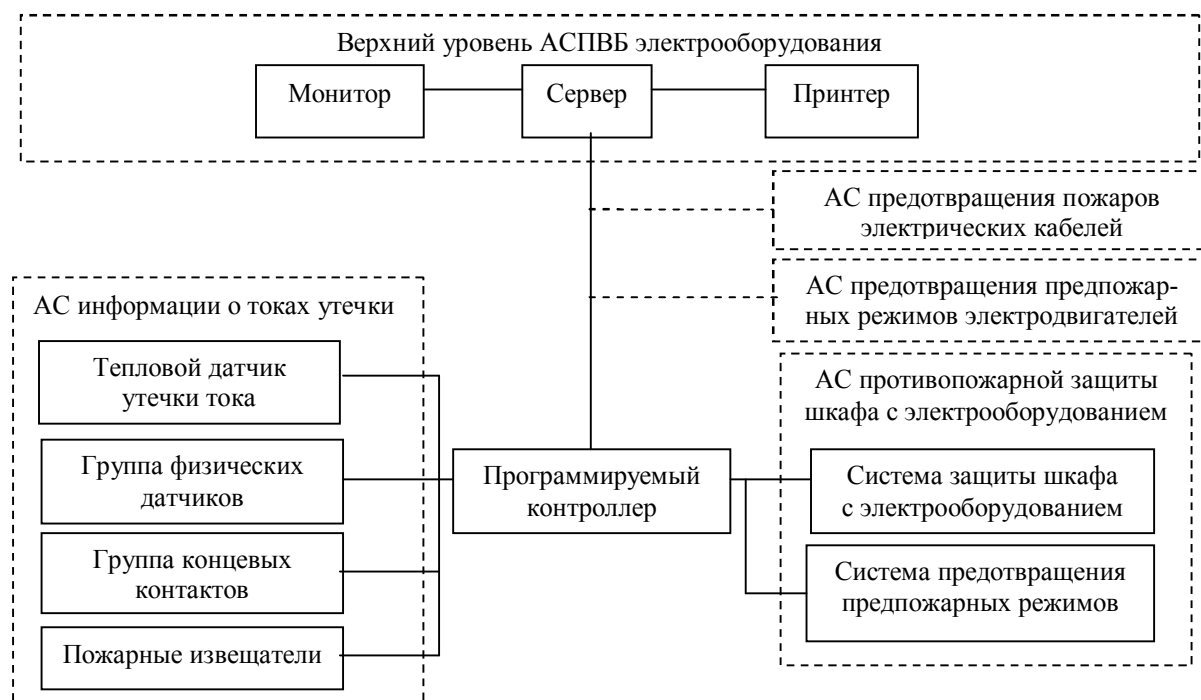 Верхний уровень АСПВБ электрооборудования
Монитор
Сервер
Принтер
АС предотвращения пожаров
электрических кабелей
АС предотвращения предпожар-
ных режимов электродвигателей
АС информации о токах утечки
Тепловой датчик
утечки тока
Группа физических
датчиков
Группа концевых
контактов
Пожарные извещатели
Программируемый
контроллер
АС противопожарной защиты
шкафа с электрооборудованием
Система защиты шкафа
с электрооборудованием
Система предотвращения
предпожарных режимов